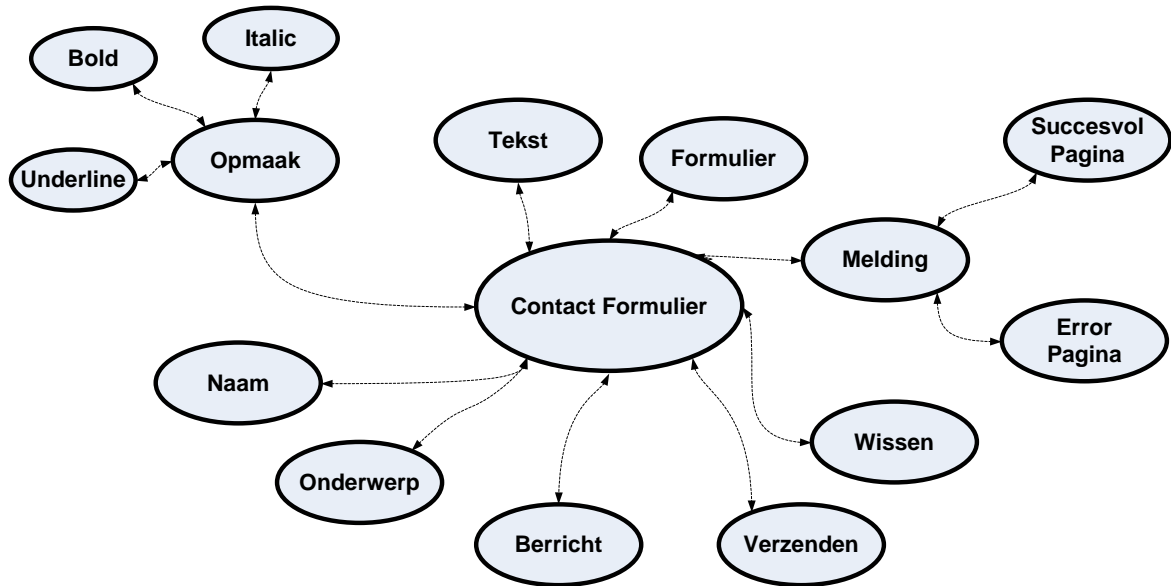 Italic
Bold
Opmaak
Underline
Tekst
Formulier
Succesvol
Pagina
Melding
Contact Formulier
Error
Pagina
Naam
Wissen
Onderwerp
Berricht
Verzenden